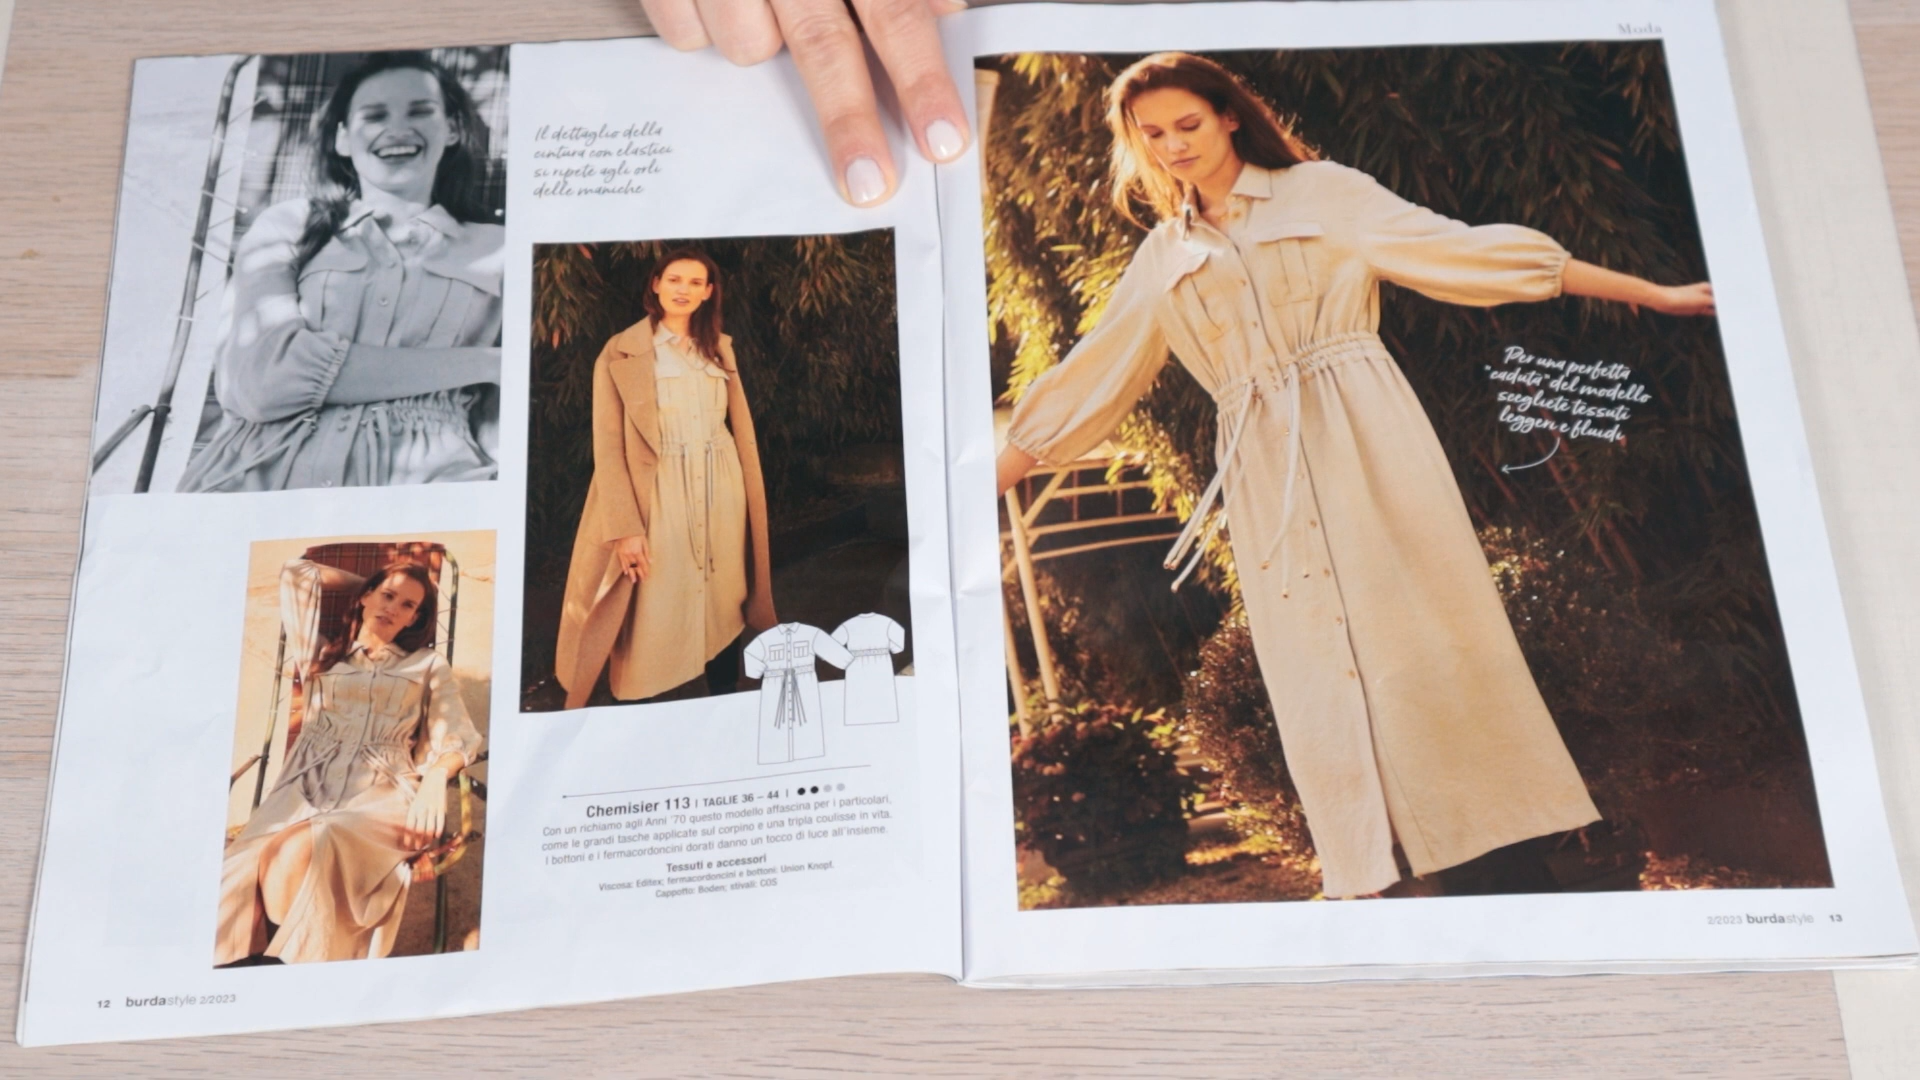 Il dettaglio della
cintura con elastici
si ripete agli orli
delle maniche
Chemisier 113 | TAGLIE 36 – 44 |
Con un richiamo agli Anni '70 questo modello affascina per i particolari,
come le grandi tasche applicate sul corpino e una tripla coulisse in vita.
I bottoni e i fermacordoncini dorati danno un tocco di luce all'insieme.
Tessuti e accessori
Viscosa: Editex; fermacordoncini e bottoni: Union Knopf.
Cappotto: Boden; stivali: COS
12 burdastyle 2/2023
Moda
Per una perfetta
"caduta" del modello
scegliete tessuti
leggeri e fluidi
2/2023 burdastyle 13